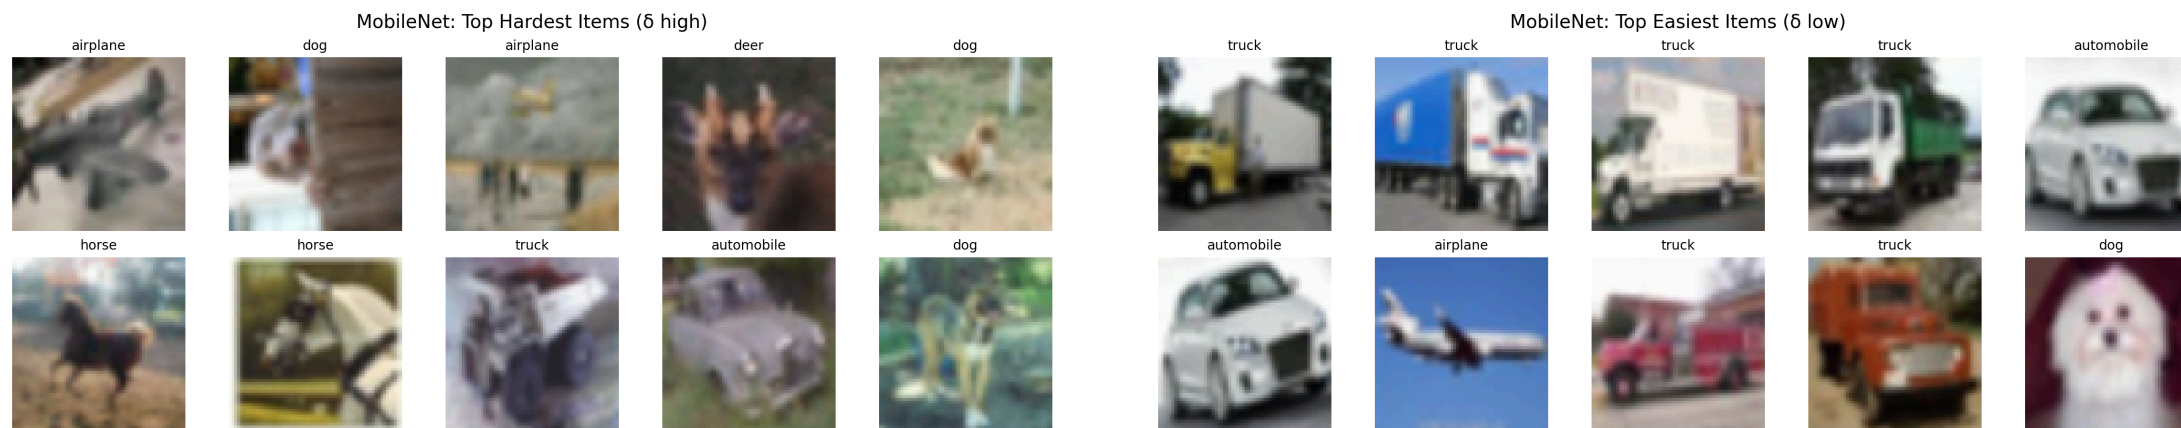 MobileNet: Top Hardest Items (δ high)
airplane dog airplane deer dog
horse horse truck automobile dog
MobileNet: Top Easiest Items (δ low)
truck truck truck truck automobile
automobile airplane truck truck dog